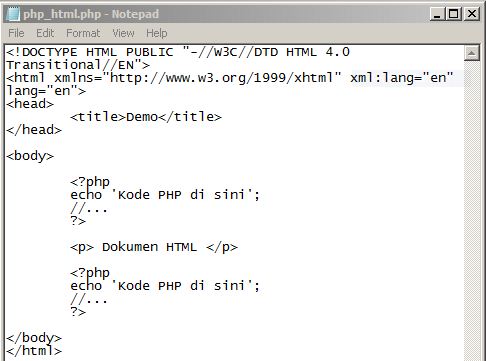 php_html.php - Notepad
File Edit Format View Help
<!DOCTYPE HTML PUBLIC "-//W3C//DTD HTML 4.0
Transitional//EN">
<html xmlns="http://www.w3.org/1999/xhtml" xml:lang="en"
lang="en">
<head>
<title>Demo</title>
</head>
<body>
<?php
echo 'Kode PHP di sini';
//...
?>
<p> Dokumen HTML </p>
<?php
echo 'Kode PHP di sini';
//...
?>
</body>
</html>